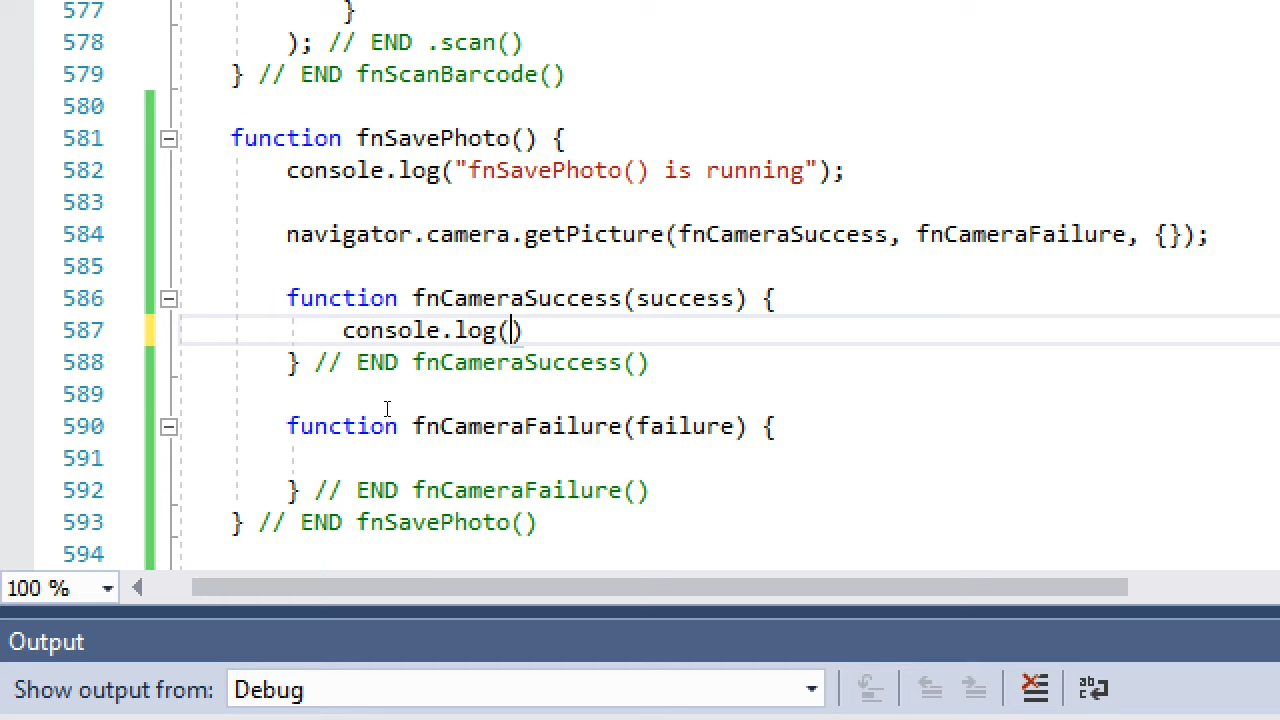 577 }
578 ); // END .scan()
579 } // END fnScanBarcode()
580
581 function fnSavePhoto() {
582 console.log("fnSavePhoto() is running");
583
584 navigator.camera.getPicture(fnCameraSuccess, fnCameraFailure, {});
585
586 function fnCameraSuccess(success) {
587 console.log()
588 } // END fnCameraSuccess()
589
590 function fnCameraFailure(failure) {
591
592 } // END fnCameraFailure()
593 } // END fnSavePhoto()
594
100 %
Output
Show output from: Debug